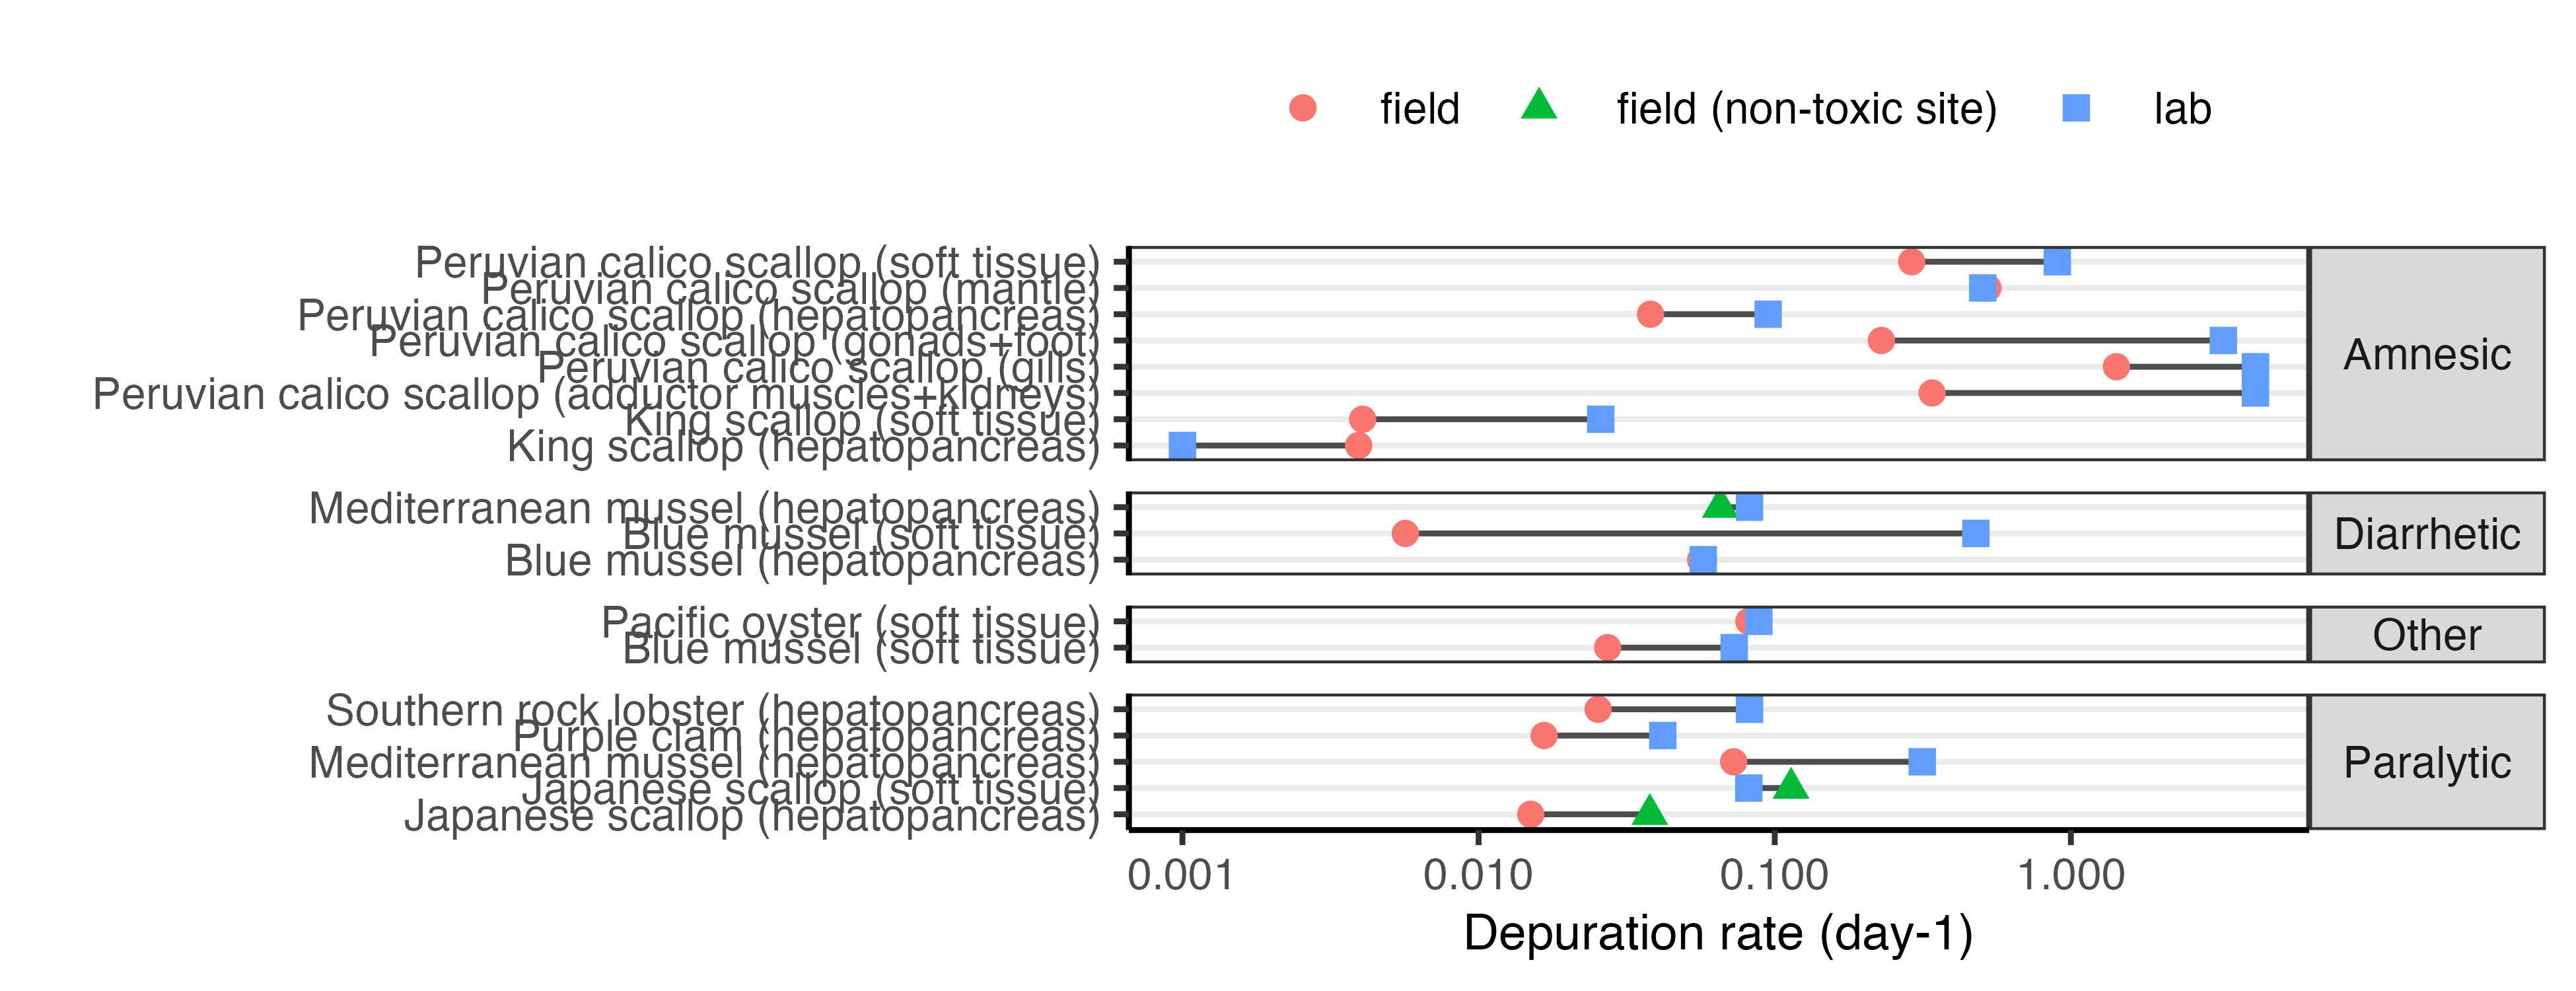 field field (non-toxic site) lab
Peruvian calico scallop (soft tissue)
Peruvian calico scallop (mantle)
Peruvian calico scallop (hepatopancreas)
Peruvian calico scallop (gonads+foot)
Peruvian calico scallop (gills)
Peruvian calico scallop (adductor muscles+kidneys)
King scallop (soft tissue)
King scallop (hepatopancreas)
Amnesic
Mediterranean mussel (hepatopancreas)
Blue mussel (soft tissue)
Blue mussel (hepatopancreas)
Diarrhetic
Pacific oyster (soft tissue)
Blue mussel (soft tissue)
Other
Southern rock lobster (hepatopancreas)
Purple clam (hepatopancreas)
Mediterranean mussel (hepatopancreas)
Japanese scallop (soft tissue)
Japanese scallop (hepatopancreas)
Paralytic
0.001 0.010 0.100 1.000
Depuration rate (day-1)